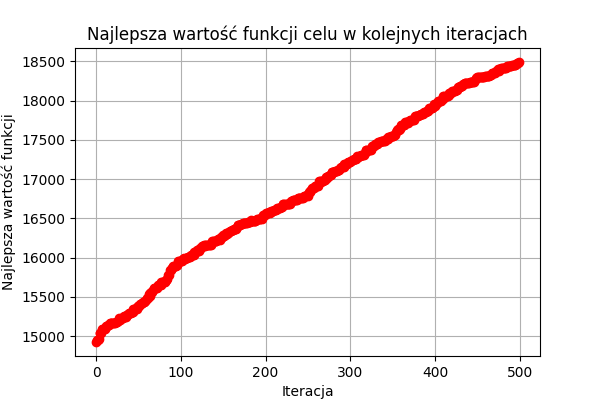 Najlepsza wartość funkcji celu w kolejnych iteracjach
Najlepsza wartość funkcji
18500
18000
17500
17000
16500
16000
15500
15000
0 100 200 300 400 500
Iteracja